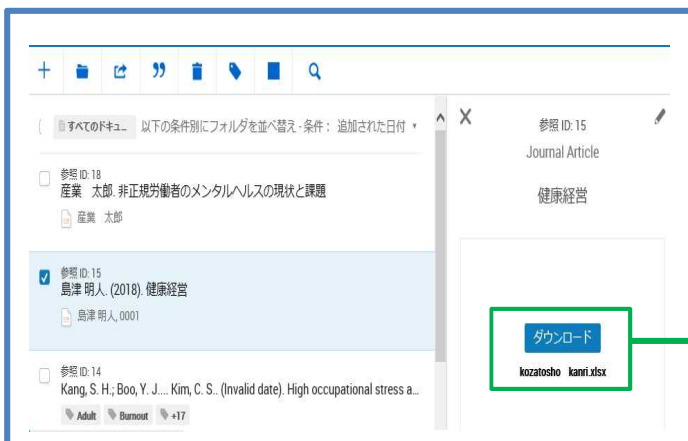 すべてのドキュ... 以下の条件別にフォルダを並べ替え - 条件： 追加された日付
参照 ID: 18
産業　太郎. 非正規労働者のメンタルヘルスの現状と課題
産業　太郎
参照 ID: 15
島津 明人. (2018). 健康経営
島津 明人, 0001
参照 ID: 14
Kang, S. H.; Boo, Y. J.... Kim, C. S.. (Invalid date). High occupational stress a...
Adult Burnout +17
参照 ID: 15
Journal Article
健康経営
ダウンロード
kozatosho kanri.xlsx